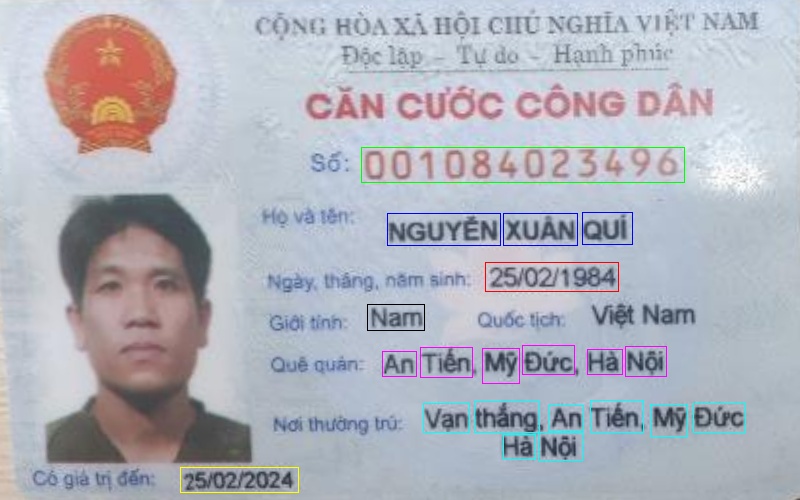 CỘNG HÒA XÃ HỘI CHỦ NGHĨA VIỆT NAM
Độc lập - Tự do - Hạnh phúc
CĂN CƯỚC CÔNG DÂN
Số: 001084023496
Họ và tên: NGUYỄN XUÂN QUÍ
Ngày, tháng, năm sinh: 25/02/1984
Giới tính: Nam Quốc tịch: Việt Nam
Quê quán: An Tiến, Mỹ Đức, Hà Nội
Nơi thường trú: Vạn thắng, An Tiến, Mỹ Đức
Hà Nội
Có giá trị đến: 25/02/2024